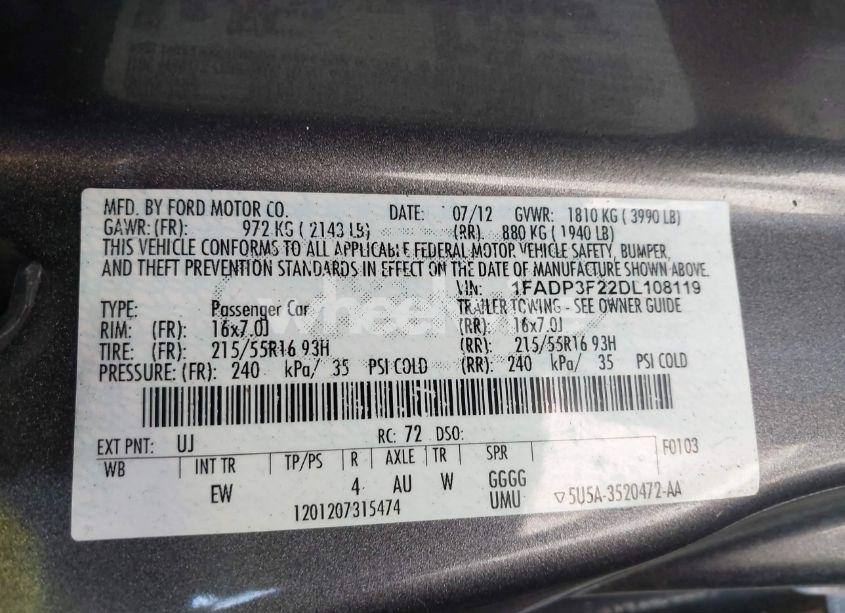 MFD. BY FORD MOTOR CO. DATE: 07/12 GVWR: 1810 KG ( 3990 LB)
GAWR: (FR): 972 KG ( 2143 LB) (RR): 880 KG ( 1940 LB)
THIS VEHICLE CONFORMS TO ALL APPLICABLE FEDERAL MOTOR VEHICLE SAFETY, BUMPER,
AND THEFT PREVENTION STANDARDS IN EFFECT ON THE DATE OF MANUFACTURE SHOWN ABOVE.
VIN: 1FADP3F22DL108119
TYPE: Passenger Car TRAILER TOWING - SEE OWNER GUIDE
RIM: (FR): 16x7.0J (RR): 16x7.0J
TIRE: (FR): 215/55R16 93H (RR): 215/55R16 93H
PRESSURE: (FR): 240 kPa/ 35 PSI COLD (RR): 240 kPa/ 35 PSI COLD
EXT PNT: UJ RC: 72 DSO: F0103
WB INT TR TP/PS R AXLE TR SPR
EW 4 AU W GGGG
UMU
1201207315474 ▽5U5A-3520472-AA